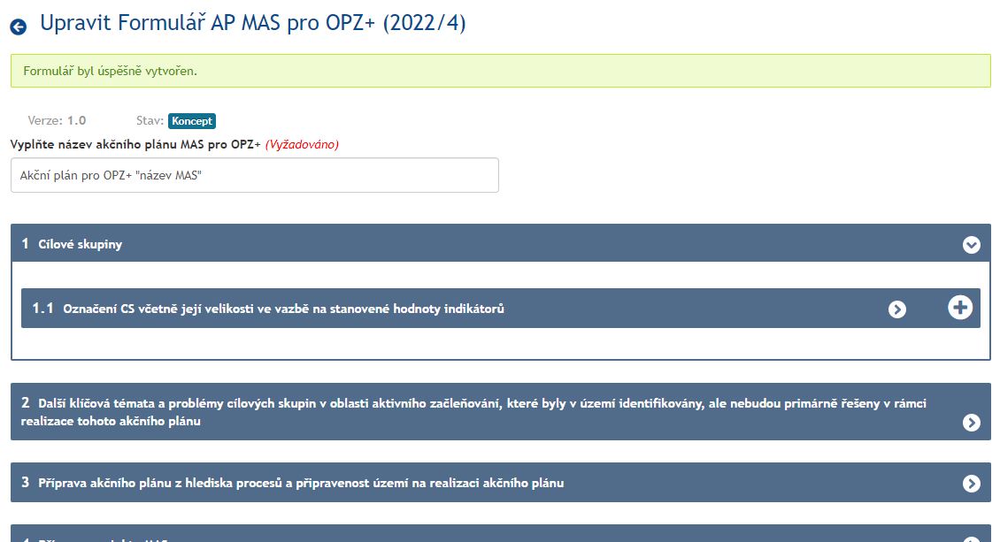 Upravit Formulář AP MAS pro OPZ+ (2022/4)
Formulář byl úspěšně vytvořen.
Verze: 1.0 Stav: Koncept
Vyplňte název akčního plánu MAS pro OPZ+ (Vyžadováno)
Akční plán pro OPZ+ "název MAS"
1 Cílové skupiny
1.1 Označení CS včetně její velikosti ve vazbě na stanovené hodnoty indikátorů
2 Další klíčová témata a problémy cílových skupin v oblasti aktivního začleňování, které byly v území identifikovány, ale nebudou primárně řešeny v rámci
realizace tohoto akčního plánu
3 Příprava akčního plánu z hlediska procesů a připravenost území na realizaci akčního plánu